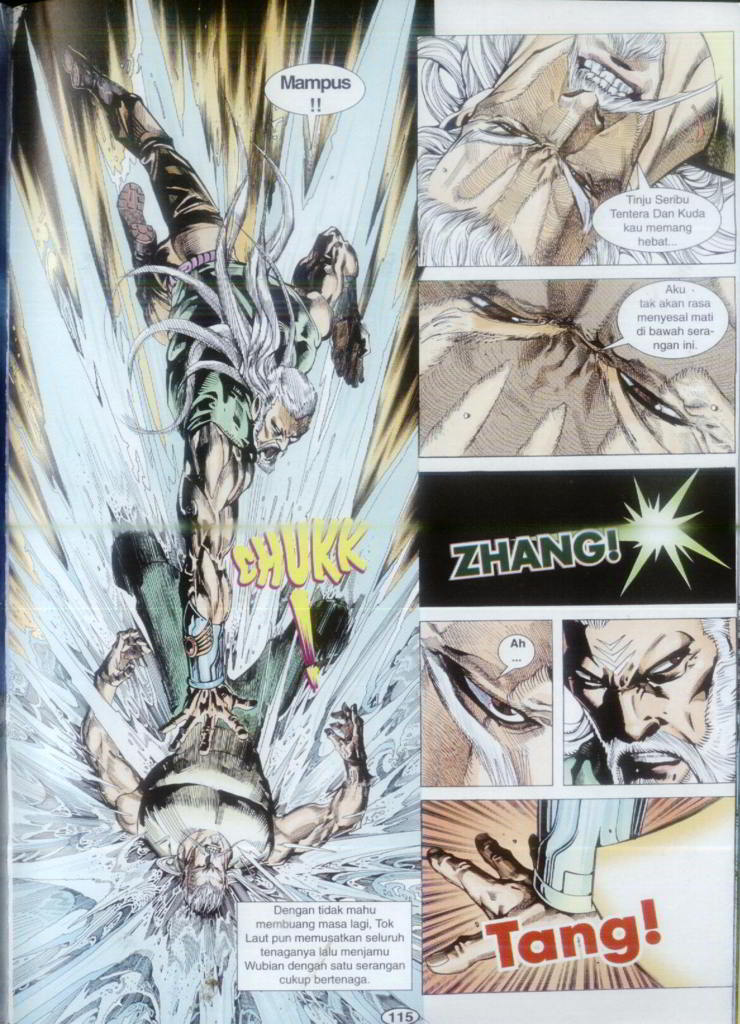 Mampus
!!
CHUKK
!
Dengan tidak mahu
membuang masa lagi, Tok
Laut pun memusatkan seluruh
tenaganya lalu menjamu
Wubian dengan satu serangan
cukup bertenaga.
Tinju Seribu
Tentera Dan Kuda
kau memang
hebat...
Aku
tak akan rasa
menyesal mati
di bawah sera-
ngan ini.
ZHANG!
Ah
...
Tang!
115